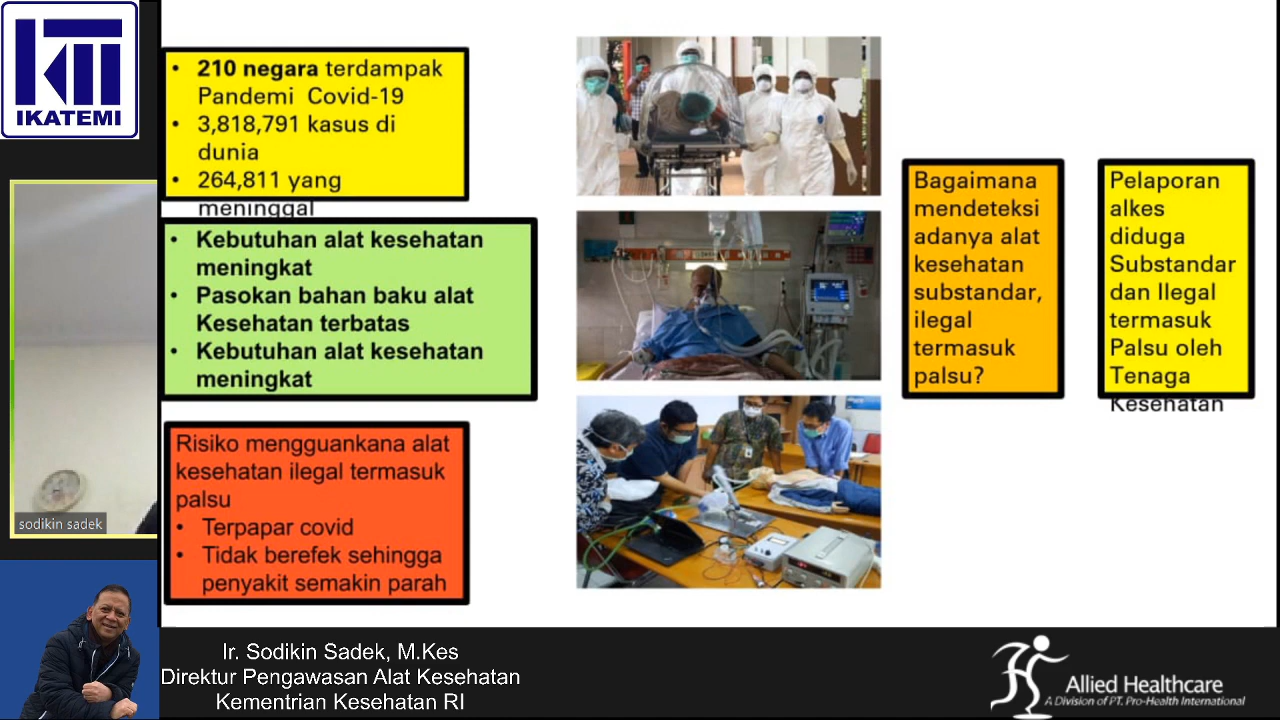 IKATEMI
• 210 negara terdampak
Pandemi Covid-19
• 3,818,791 kasus di
dunia
• 264,811 yang
meninggal
• Kebutuhan alat kesehatan
meningkat
• Pasokan bahan baku alat
Kesehatan terbatas
• Kebutuhan alat kesehatan
meningkat
Risiko mengguankana alat
kesehatan ilegal termasuk
palsu
• Terpapar covid
• Tidak berefek sehingga
penyakit semakin parah
Bagaimana
mendeteksi
adanya alat
kesehatan
substandar,
ilegal
termasuk
palsu?
Pelaporan
alkes
diduga
Substandar
dan Ilegal
termasuk
Palsu oleh
Tenaga
Kesehatan
sodikin sadek
Ir. Sodikin Sadek, M.Kes
Direktur Pengawasan Alat Kesehatan
Kementrian Kesehatan RI
Allied Healthcare
A Division of PT. Pro-Health International